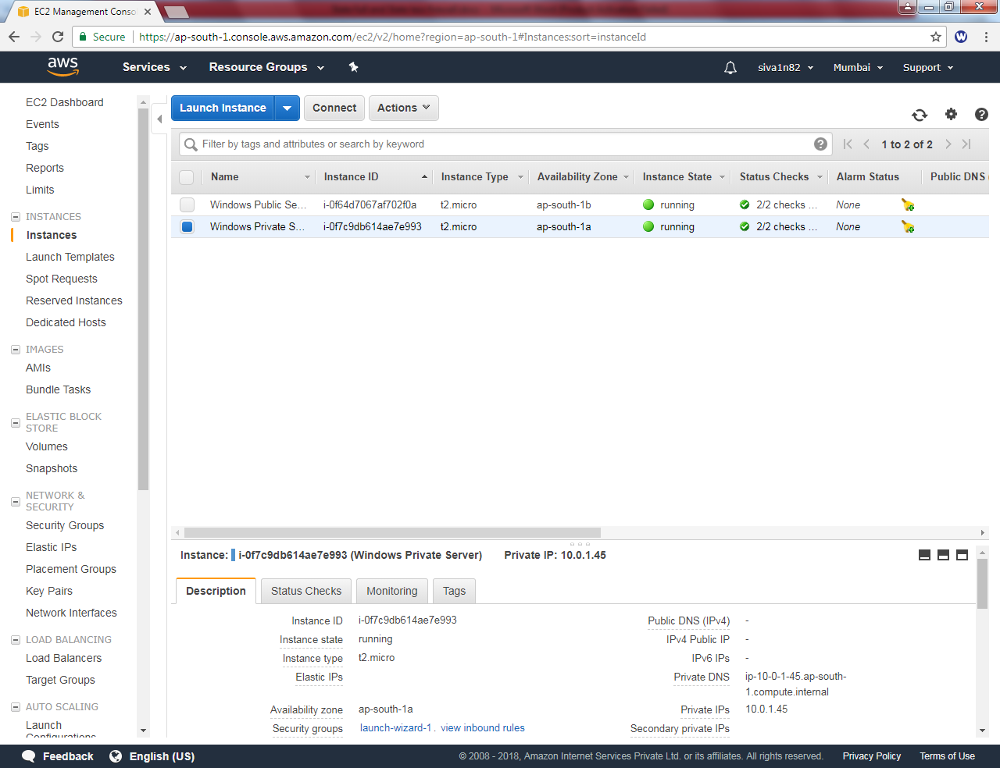 EC2 Management Conso
Secure https://ap-south-1.console.aws.amazon.com/ec2/v2/home?region=ap-south-1#Instances:sort=instanceId
aws Services Resource Groups siva1n82 Mumbai Support
EC2 Dashboard
Events
Tags
Reports
Limits
INSTANCES
Instances
Launch Templates
Spot Requests
Reserved Instances
Dedicated Hosts
IMAGES
AMIs
Bundle Tasks
ELASTIC BLOCK
STORE
Volumes
Snapshots
NETWORK &
SECURITY
Security Groups
Elastic IPs
Placement Groups
Key Pairs
Network Interfaces
LOAD BALANCING
Load Balancers
Target Groups
AUTO SCALING
Launch
Configurations
Launch Instance Connect Actions
Filter by tags and attributes or search by keyword 1 to 2 of 2
Name Instance ID Instance Type Availability Zone Instance State Status Checks Alarm Status Public DNS
Windows Public Se... i-0f64d7067af702f0a t2.micro ap-south-1b running 2/2 checks ... None
Windows Private S... i-0f7c9db614ae7e993 t2.micro ap-south-1a running 2/2 checks ... None
Instance: i-0f7c9db614ae7e993 (Windows Private Server) Private IP: 10.0.1.45
Description Status Checks Monitoring Tags
Instance ID i-0f7c9db614ae7e993 Public DNS (IPv4) -
Instance state running IPv4 Public IP -
Instance type t2.micro IPv6 IPs -
Elastic IPs Private DNS ip-10-0-1-45.ap-south-
1.compute.internal
Availability zone ap-south-1a Private IPs 10.0.1.45
Security groups launch-wizard-1. view inbound rules Secondary private IPs
Feedback English (US) © 2008 - 2018, Amazon Internet Services Private Ltd. or its affiliates. All rights reserved. Privacy Policy Terms of Use